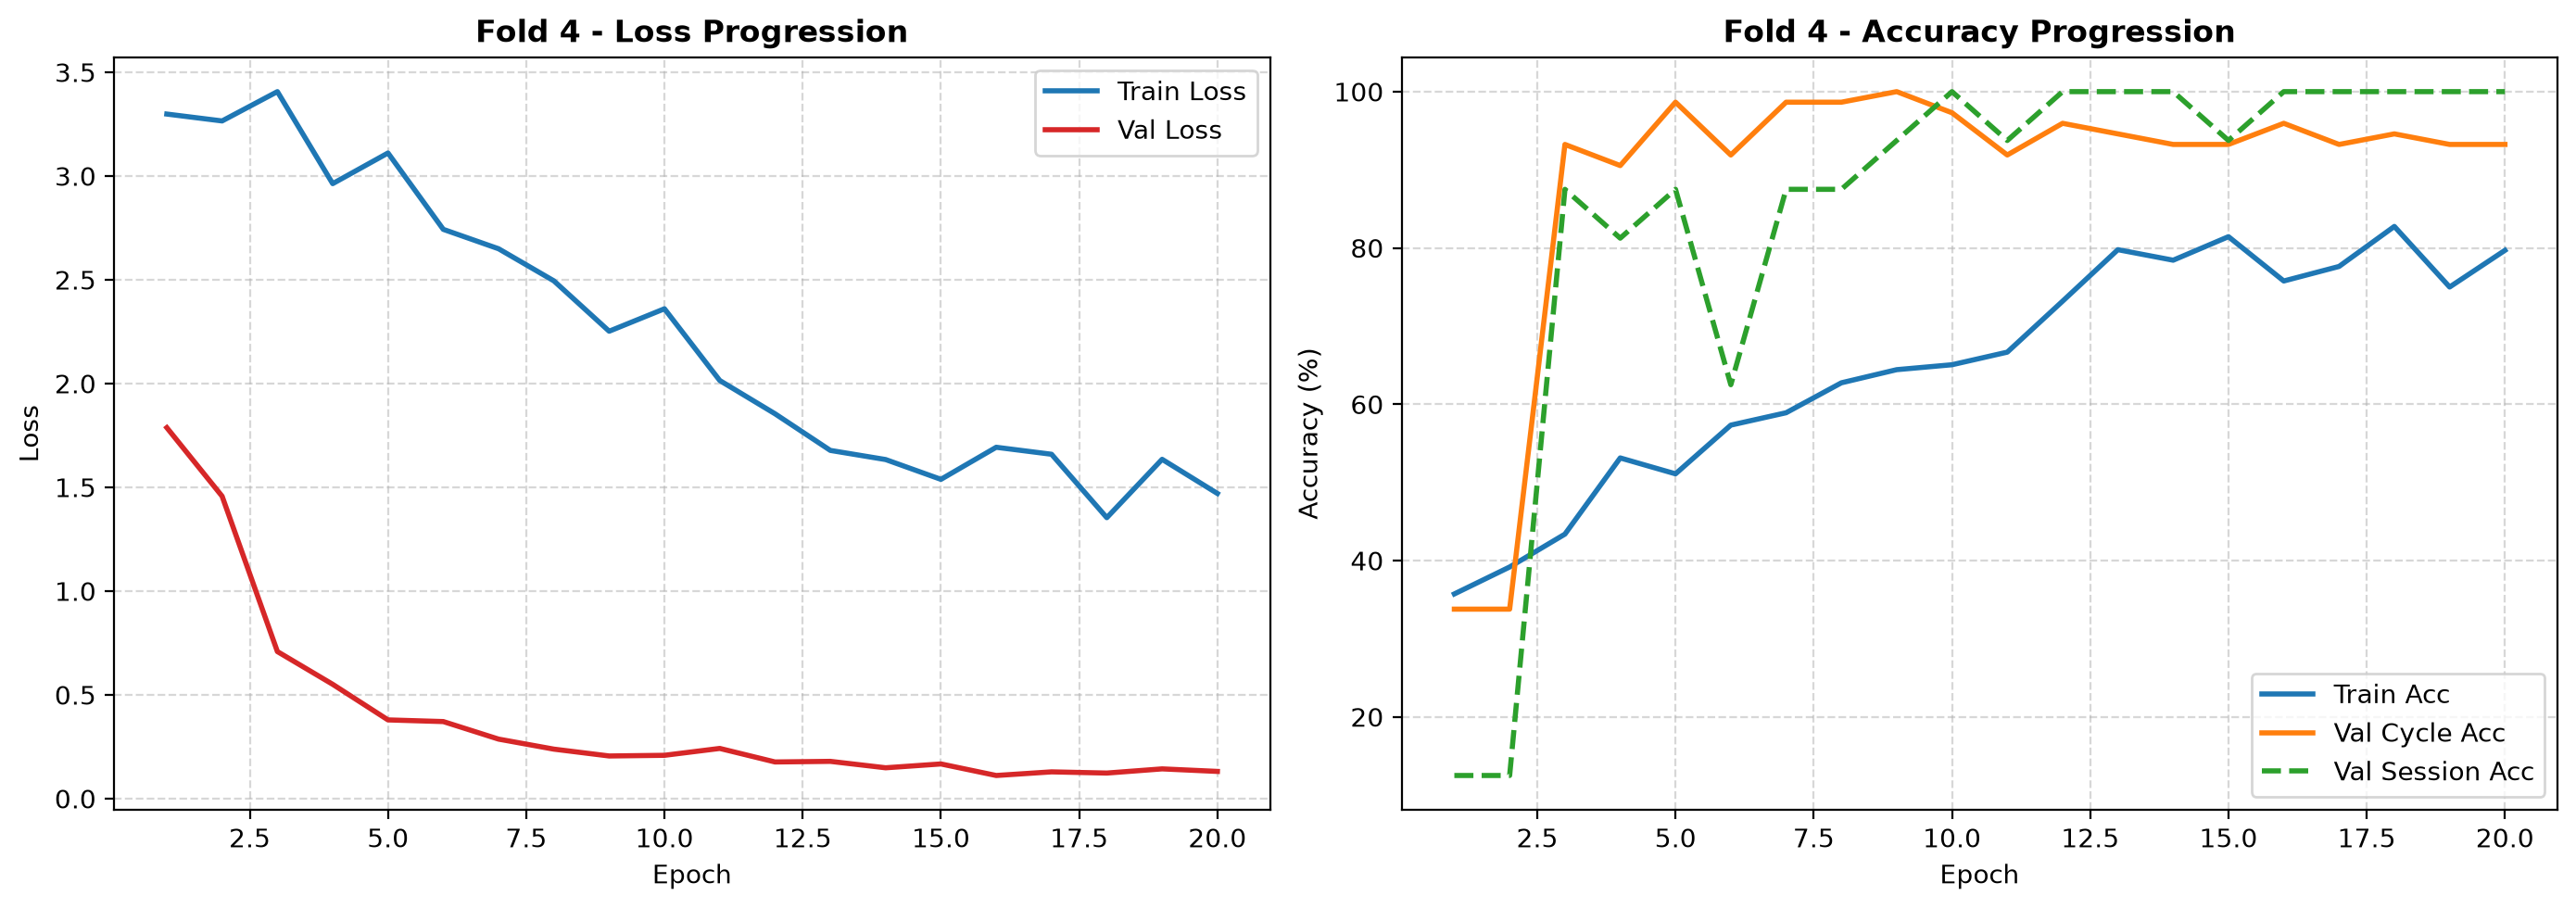 Fold 4 - Loss Progression
3.5
3.0
2.5
2.0
1.5
1.0
0.5
0.0
Loss
2.5 5.0 7.5 10.0 12.5 15.0 17.5 20.0
Epoch
Train Loss
Val Loss
Fold 4 - Accuracy Progression
100
80
60
40
20
Accuracy (%)
2.5 5.0 7.5 10.0 12.5 15.0 17.5 20.0
Epoch
Train Acc
Val Cycle Acc
Val Session Acc